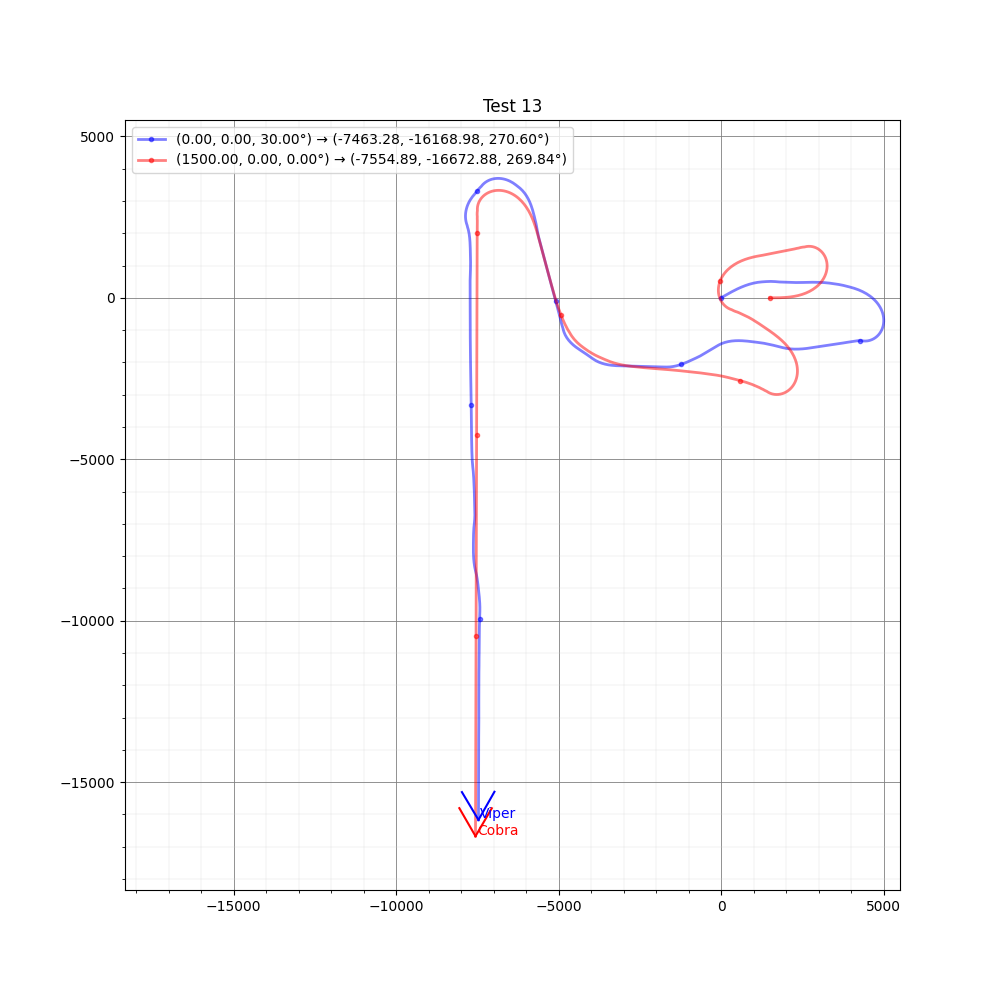 Test 13
(0.00, 0.00, 30.00°) → (-7463.28, -16168.98, 270.60°)
(1500.00, 0.00, 0.00°) → (-7554.89, -16672.88, 269.84°)
5000
0
−5000
−10000
−15000
Viper
Cobra
−15000 −10000 −5000 0 5000